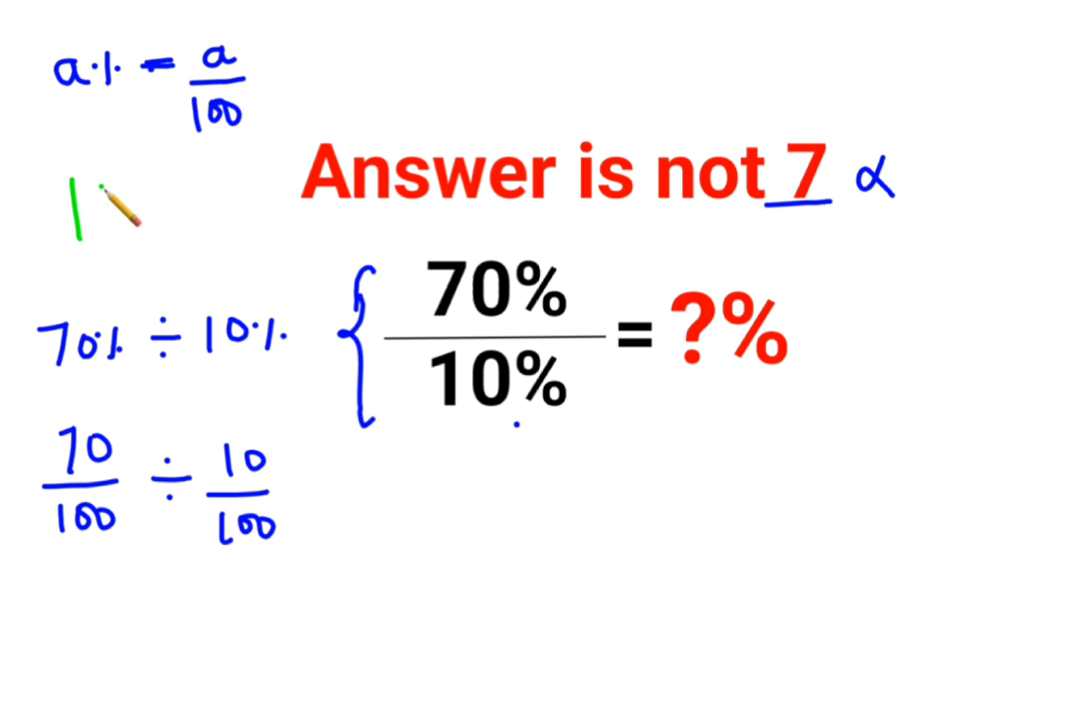 a% = a/100
Answer is not 7 ∝
70% ÷ 10% { 70%/10% = ?%
70/100 ÷ 10/100